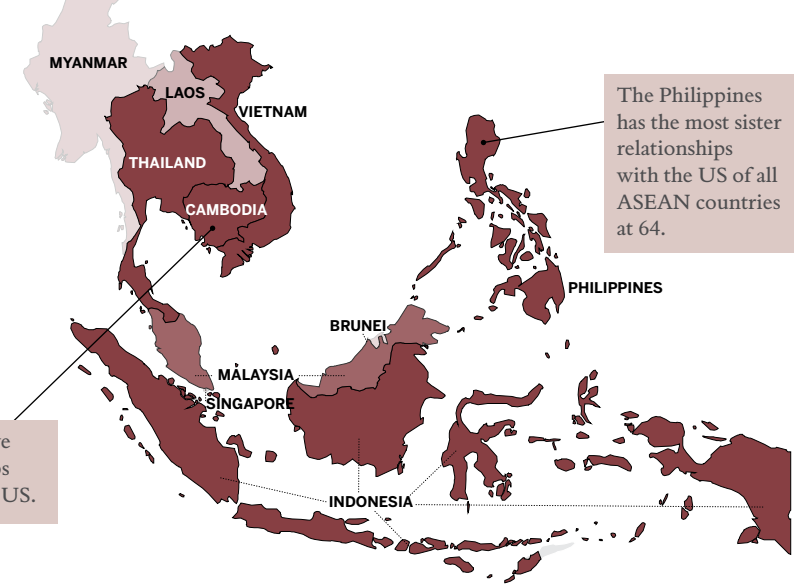 MYANMAR
LAOS
VIETNAM
THAILAND
CAMBODIA
The Philippines
has the most sister
relationships
with the US of all
ASEAN countries
at 64.
PHILIPPINES
BRUNEI
MALAYSIA
SINGAPORE
US.
INDONESIA